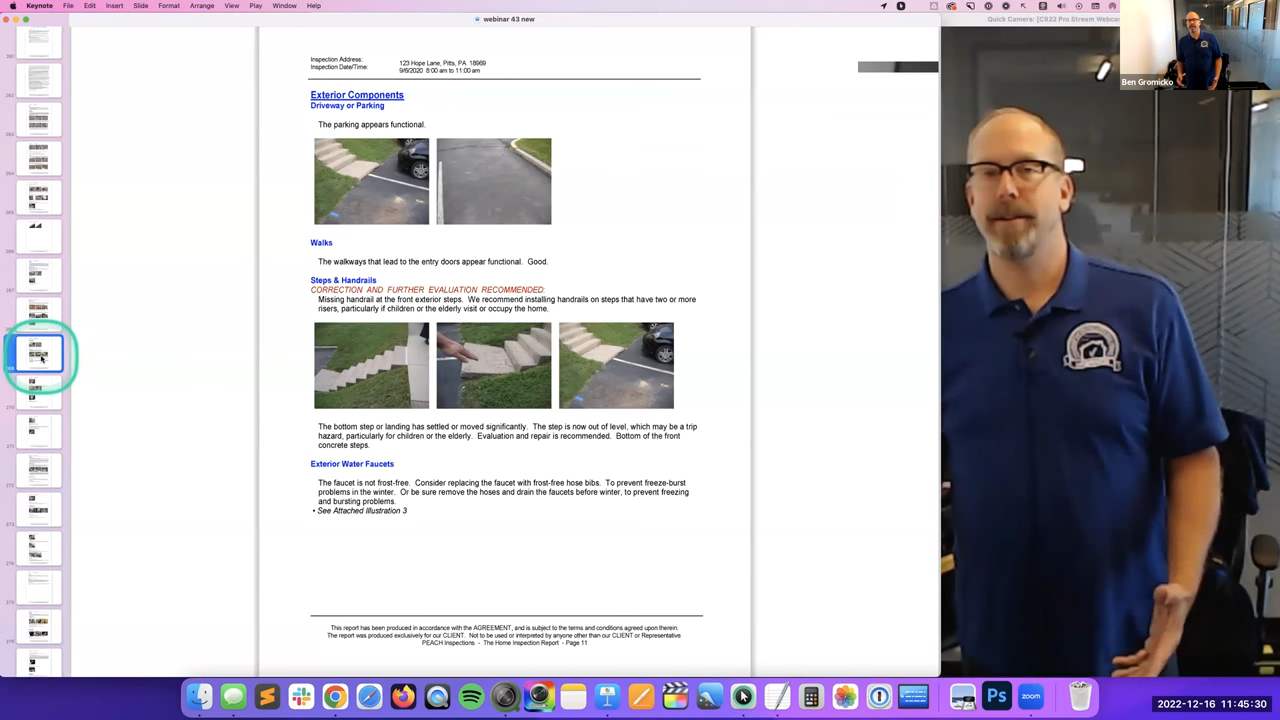 Keynote File Edit Insert Slide Format Arrange View Play Window Help
webinar 43 new
Quick Camera: [C922 Pro Stream Webcam
Ben Gromicko
Inspection Address: 123 Hope Lane, Pitts, PA 18969
Inspection Date/Time: 9/6/2020 8:00 am to 11:00 am
Exterior Components
Driveway or Parking
The parking appears functional.
Walks
The walkways that lead to the entry doors appear functional. Good.
Steps & Handrails
CORRECTION AND FURTHER EVALUATION RECOMMENDED:
Missing handrail at the front exterior steps. We recommend installing handrails on steps that have two or more
risers, particularly if children or the elderly visit or occupy the home.
The bottom step or landing has settled or moved significantly. The step is now out of level, which may be a trip
hazard, particularly for children or the elderly. Evaluation and repair is recommended. Bottom of the front
concrete steps.
Exterior Water Faucets
The faucet is not frost-free. Consider replacing the faucet with frost-free hose bibs. To prevent freeze-burst
problems in the winter. Or be sure remove the hoses and drain the faucets before winter, to prevent freezing
and bursting problems.
• See Attached Illustration 3
This report has been produced in accordance with the AGREEMENT, and is subject to the terms and conditions agreed upon therein.
The report was produced exclusively for our CLIENT. Not to be used or interpreted by anyone other than our CLIENT or Representative
PEACH Inspections - The Home Inspection Report - Page 11
Ps
zoom
2022-12-16 11:45:30